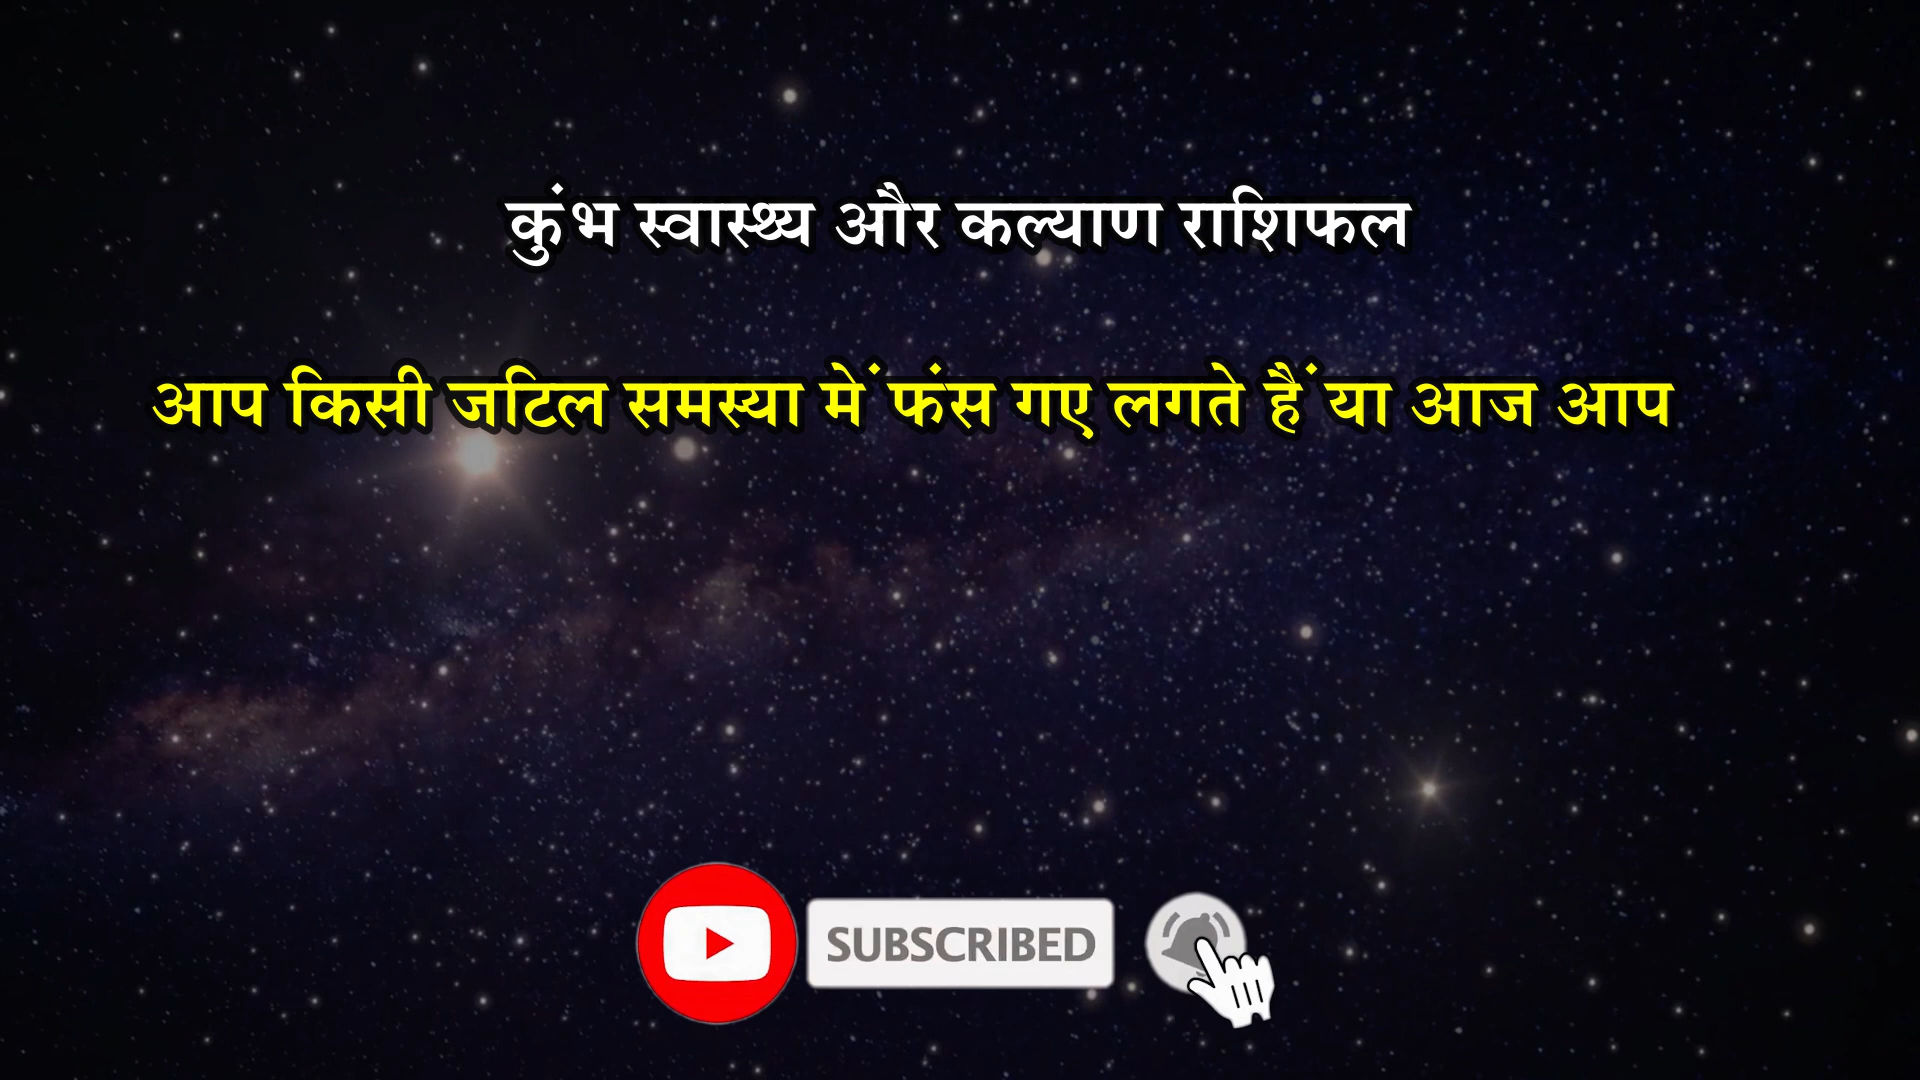 कुंभ स्वास्थ्य और कल्याण राशिफल
आप किसी जटिल समस्या में फंस गए लगते हैं या आज आप
SUBSCRIBED